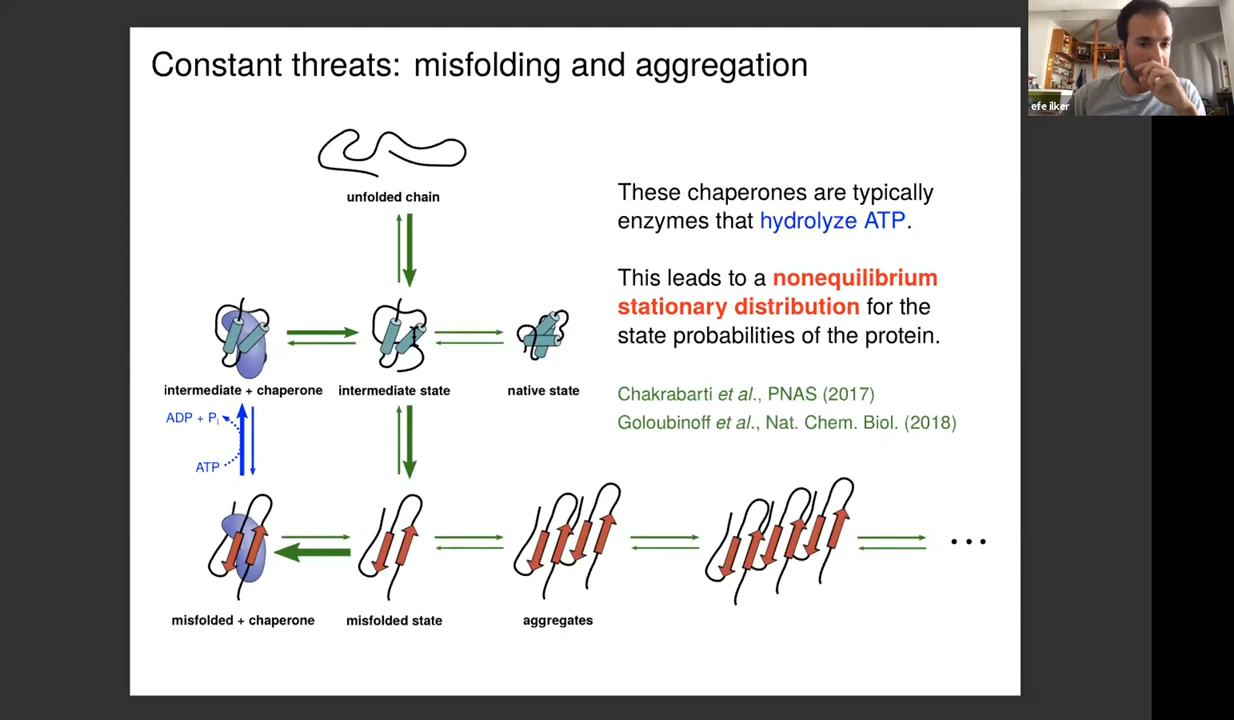 Constant threats: misfolding and aggregation
efe ilker
unfolded chain
These chaperones are typically
enzymes that hydrolyze ATP.
This leads to a nonequilibrium
stationary distribution for the
state probabilities of the protein.
intermediate + chaperone
intermediate state
native state
Chakrabarti et al., PNAS (2017)
Goloubinoff et al., Nat. Chem. Biol. (2018)
ADP + Pi
ATP
...
misfolded + chaperone
misfolded state
aggregates